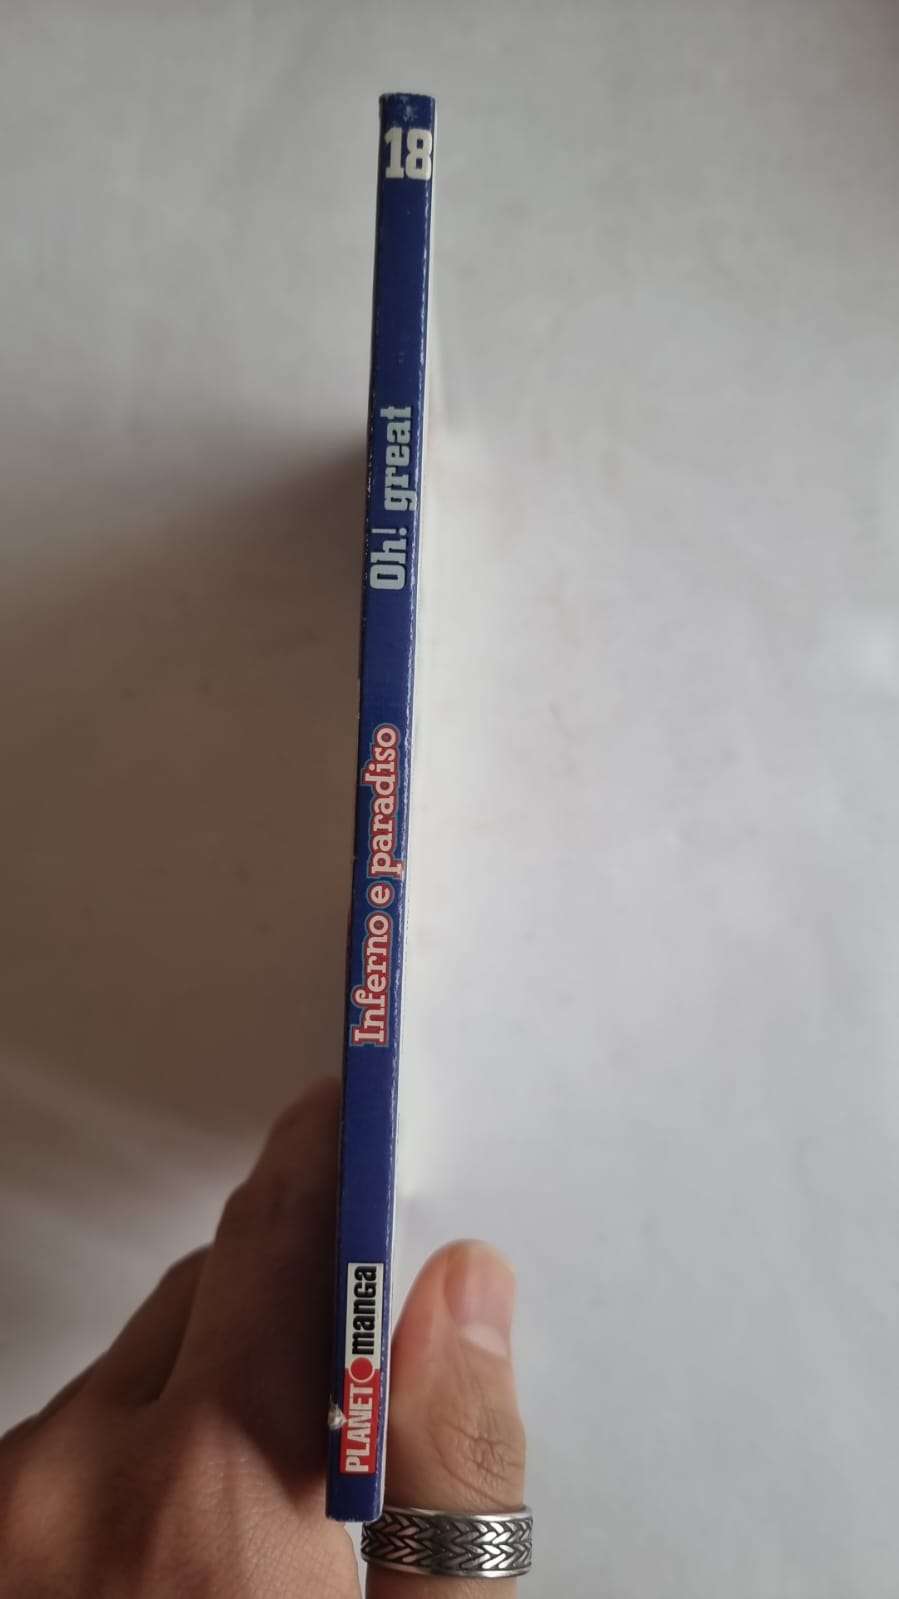 18
Oh! great
Inferno e paradiso
PLANET manga